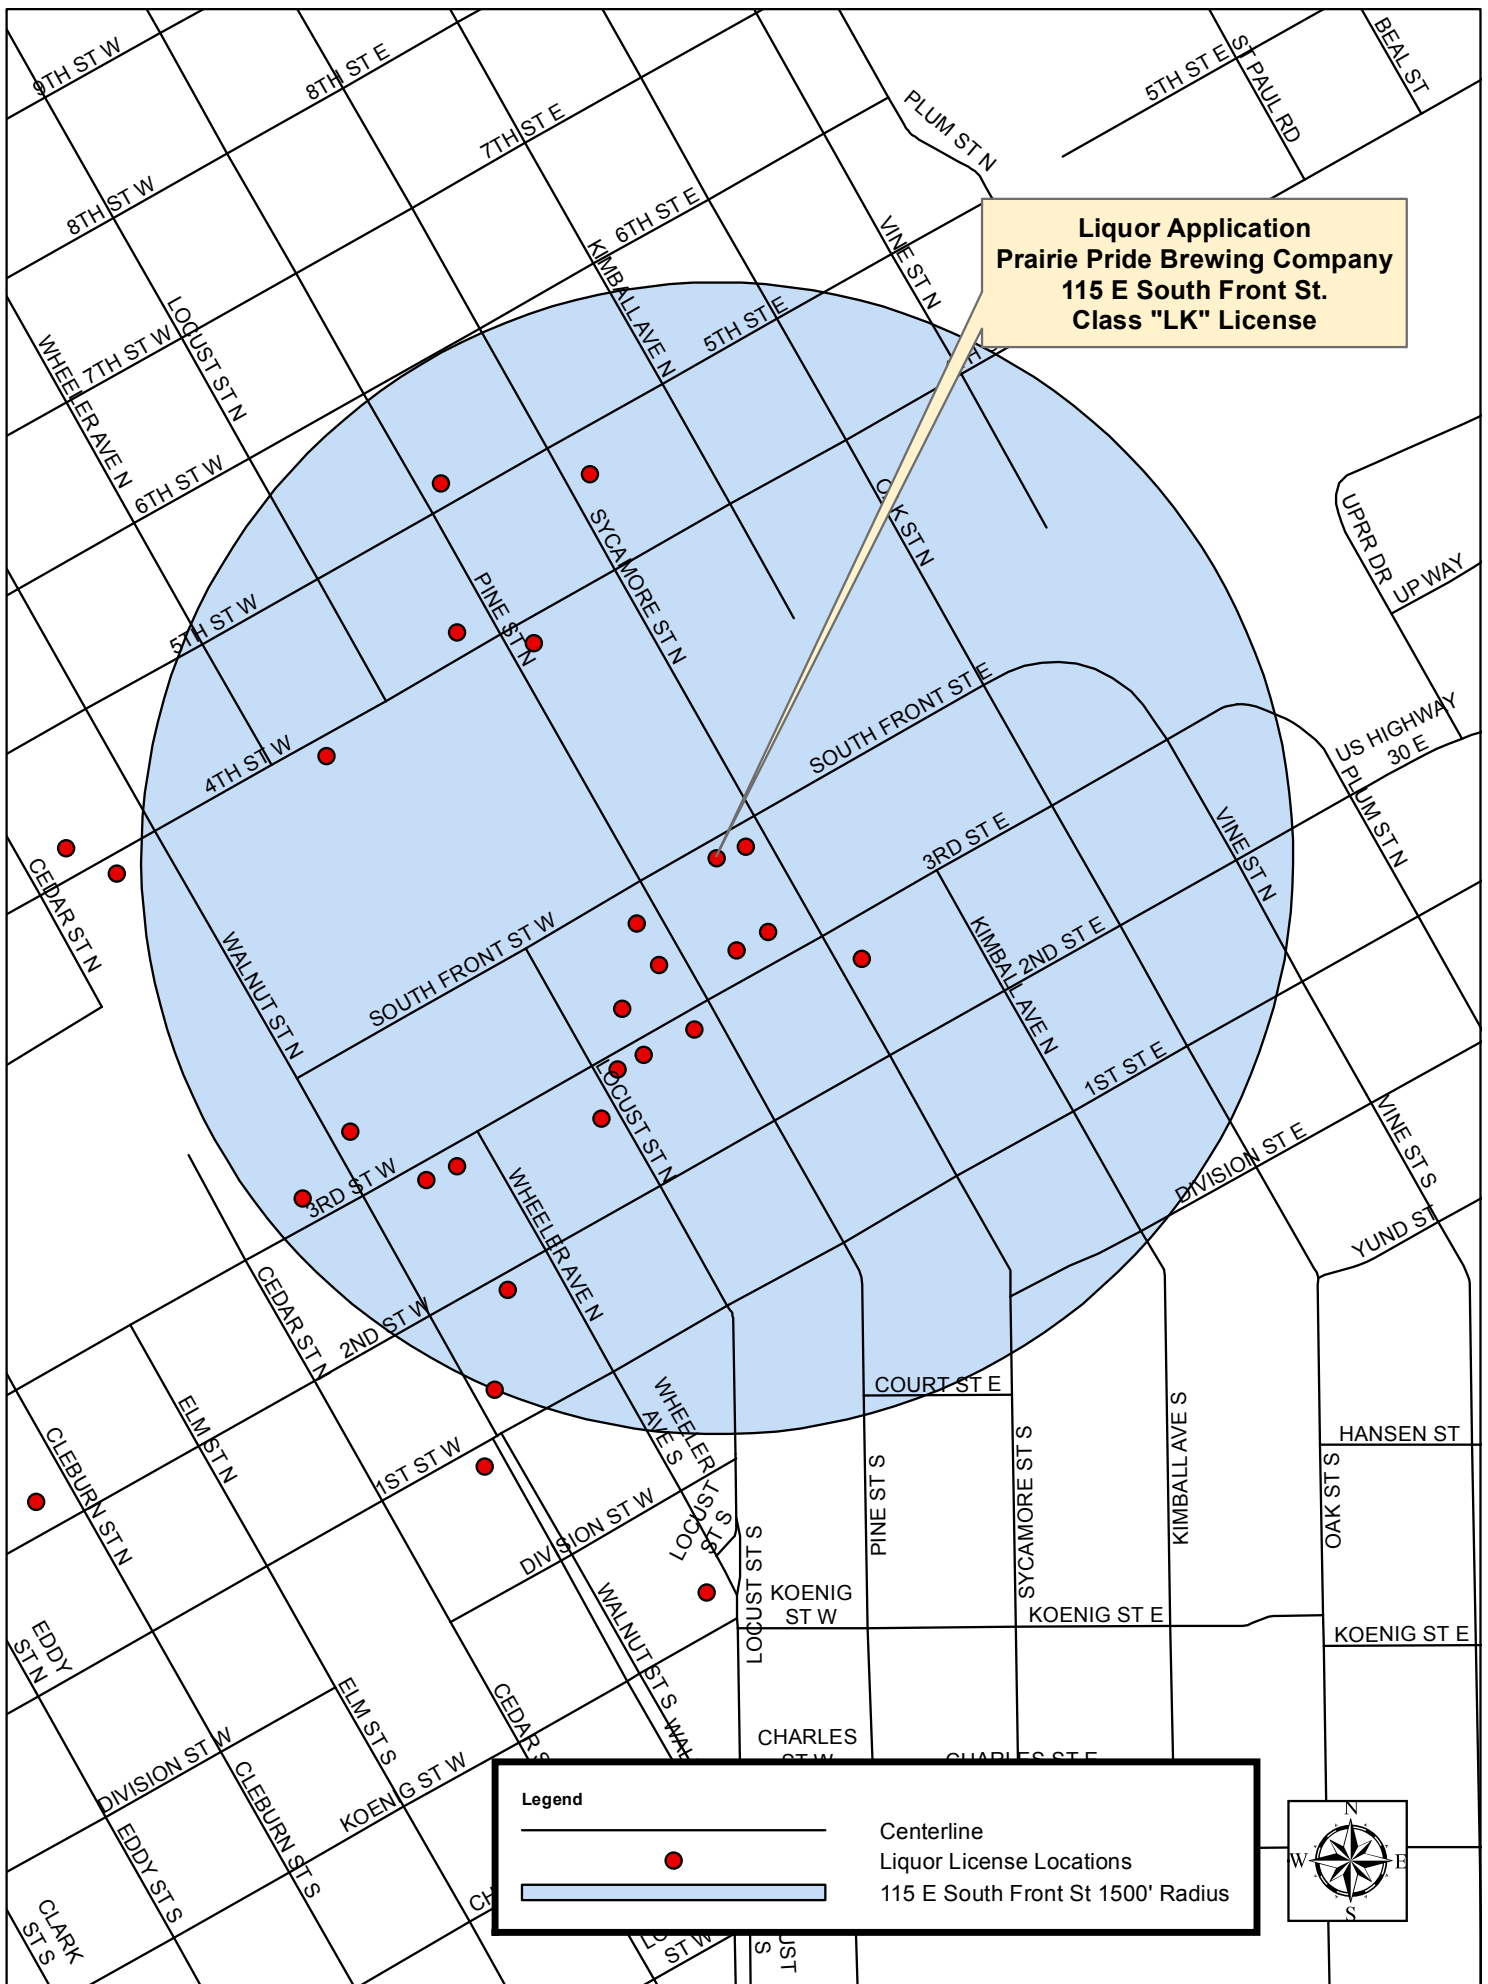 9TH ST W
8TH ST E
7TH ST E
5TH ST E
ST PAUL RD
BEAL ST
PLUM ST N
8TH ST W
6TH ST E
KIMBALL AVE N
VINE ST N
Liquor Application
Prairie Pride Brewing Company
115 E South Front St.
Class "LK" License
LOCUST ST N
WHEELER AVE N
7TH ST W
5TH ST E
6TH ST W
OAK ST N
SYCAMORE ST N
UPRR DR
UP WAY
5TH ST W
PINE ST N
SOUTH FRONT ST E
4TH ST W
US HIGHWAY
30 E
PLUM ST N
3RD ST E
VINE ST N
CEDAR ST N
WALNUT ST N
SOUTH FRONT ST W
KIMBALL AVE N
2ND ST E
1ST ST E
LOCUST ST N
VINE ST S
DIVISION ST E
3RD ST W
WHEELER AVE N
YUND ST
CEDAR ST N
2ND ST W
WHEELER
AVE S
COURT ST E
ELM ST N
CLEBURN ST N
1ST ST W
HANSEN ST
PINE ST S
SYCAMORE ST S
KIMBALL AVE S
OAK ST S
LOCUST
ST S
DIVISION ST W
LOCUST ST S
WALNUT ST S
KOENIG
ST W
KOENIG ST E
KOENIG ST E
EDDY
ST N
ELM ST S
CEDAR S
WAL
CHARLES
ST W
CHARLES ST E
DIVISION ST W
KOENIG ST W
CLEBURN ST S
EDDY ST S
CLARK
ST S
Legend
Centerline
Liquor License Locations
115 E South Front St 1500' Radius
N
W
E
S
CH
LO
ST W
UST
S